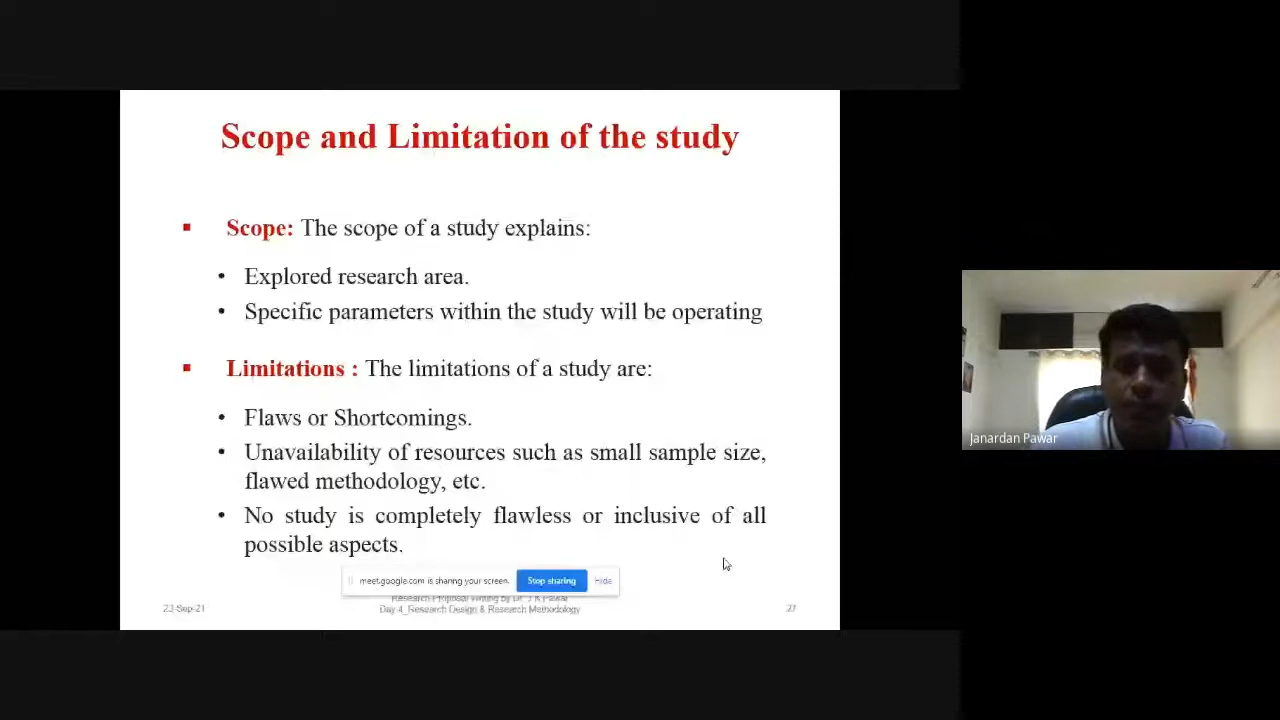 Scope and Limitation of the study
▪ Scope: The scope of a study explains:
• Explored research area.
• Specific parameters within the study will be operating
▪ Limitations : The limitations of a study are:
• Flaws or Shortcomings.
• Unavailability of resources such as small sample size,
flawed methodology, etc.
• No study is completely flawless or inclusive of all
possible aspects.
meet.google.com is sharing your screen.
Stop sharing
Hide
Research Proposal Writing by Dr. J K Pawar
23-Sep-21
Day 4_Research Design & Research Methodology
27
Janardan Pawar